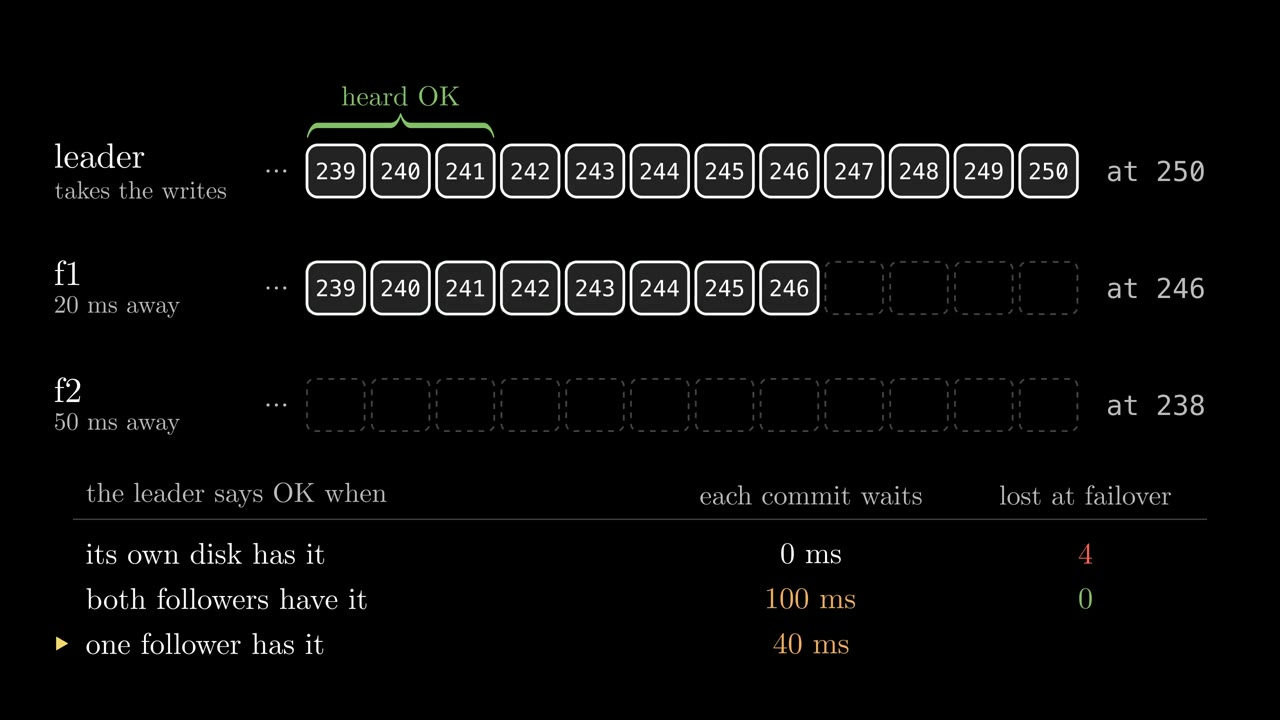 heard OK
leader
takes the writes
... 239 240 241 242 243 244 245 246 247 248 249 250 at 250
f1
20 ms away
... 239 240 241 242 243 244 245 246 at 246
f2
50 ms away
... at 238
the leader says OK when each commit waits lost at failover
its own disk has it 0 ms 4
both followers have it 100 ms 0
one follower has it 40 ms